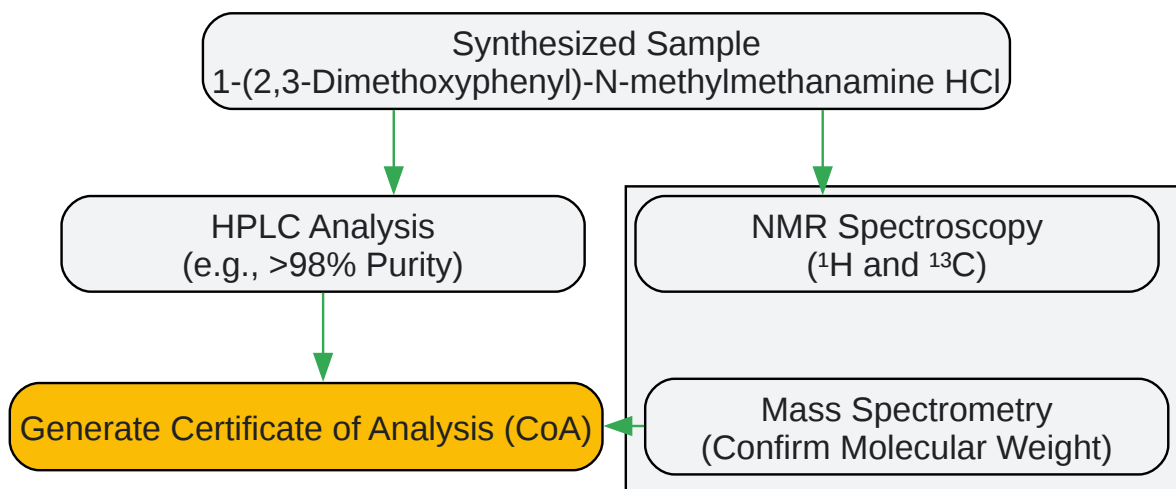 Synthesized Sample
1-(2,3-Dimethoxyphenyl)-N-methylmethanamine HCl
HPLC Analysis
(e.g., >98% Purity)
NMR Spectroscopy
(¹H and ¹³C)
Generate Certificate of Analysis (CoA)
Mass Spectrometry
(Confirm Molecular Weight)